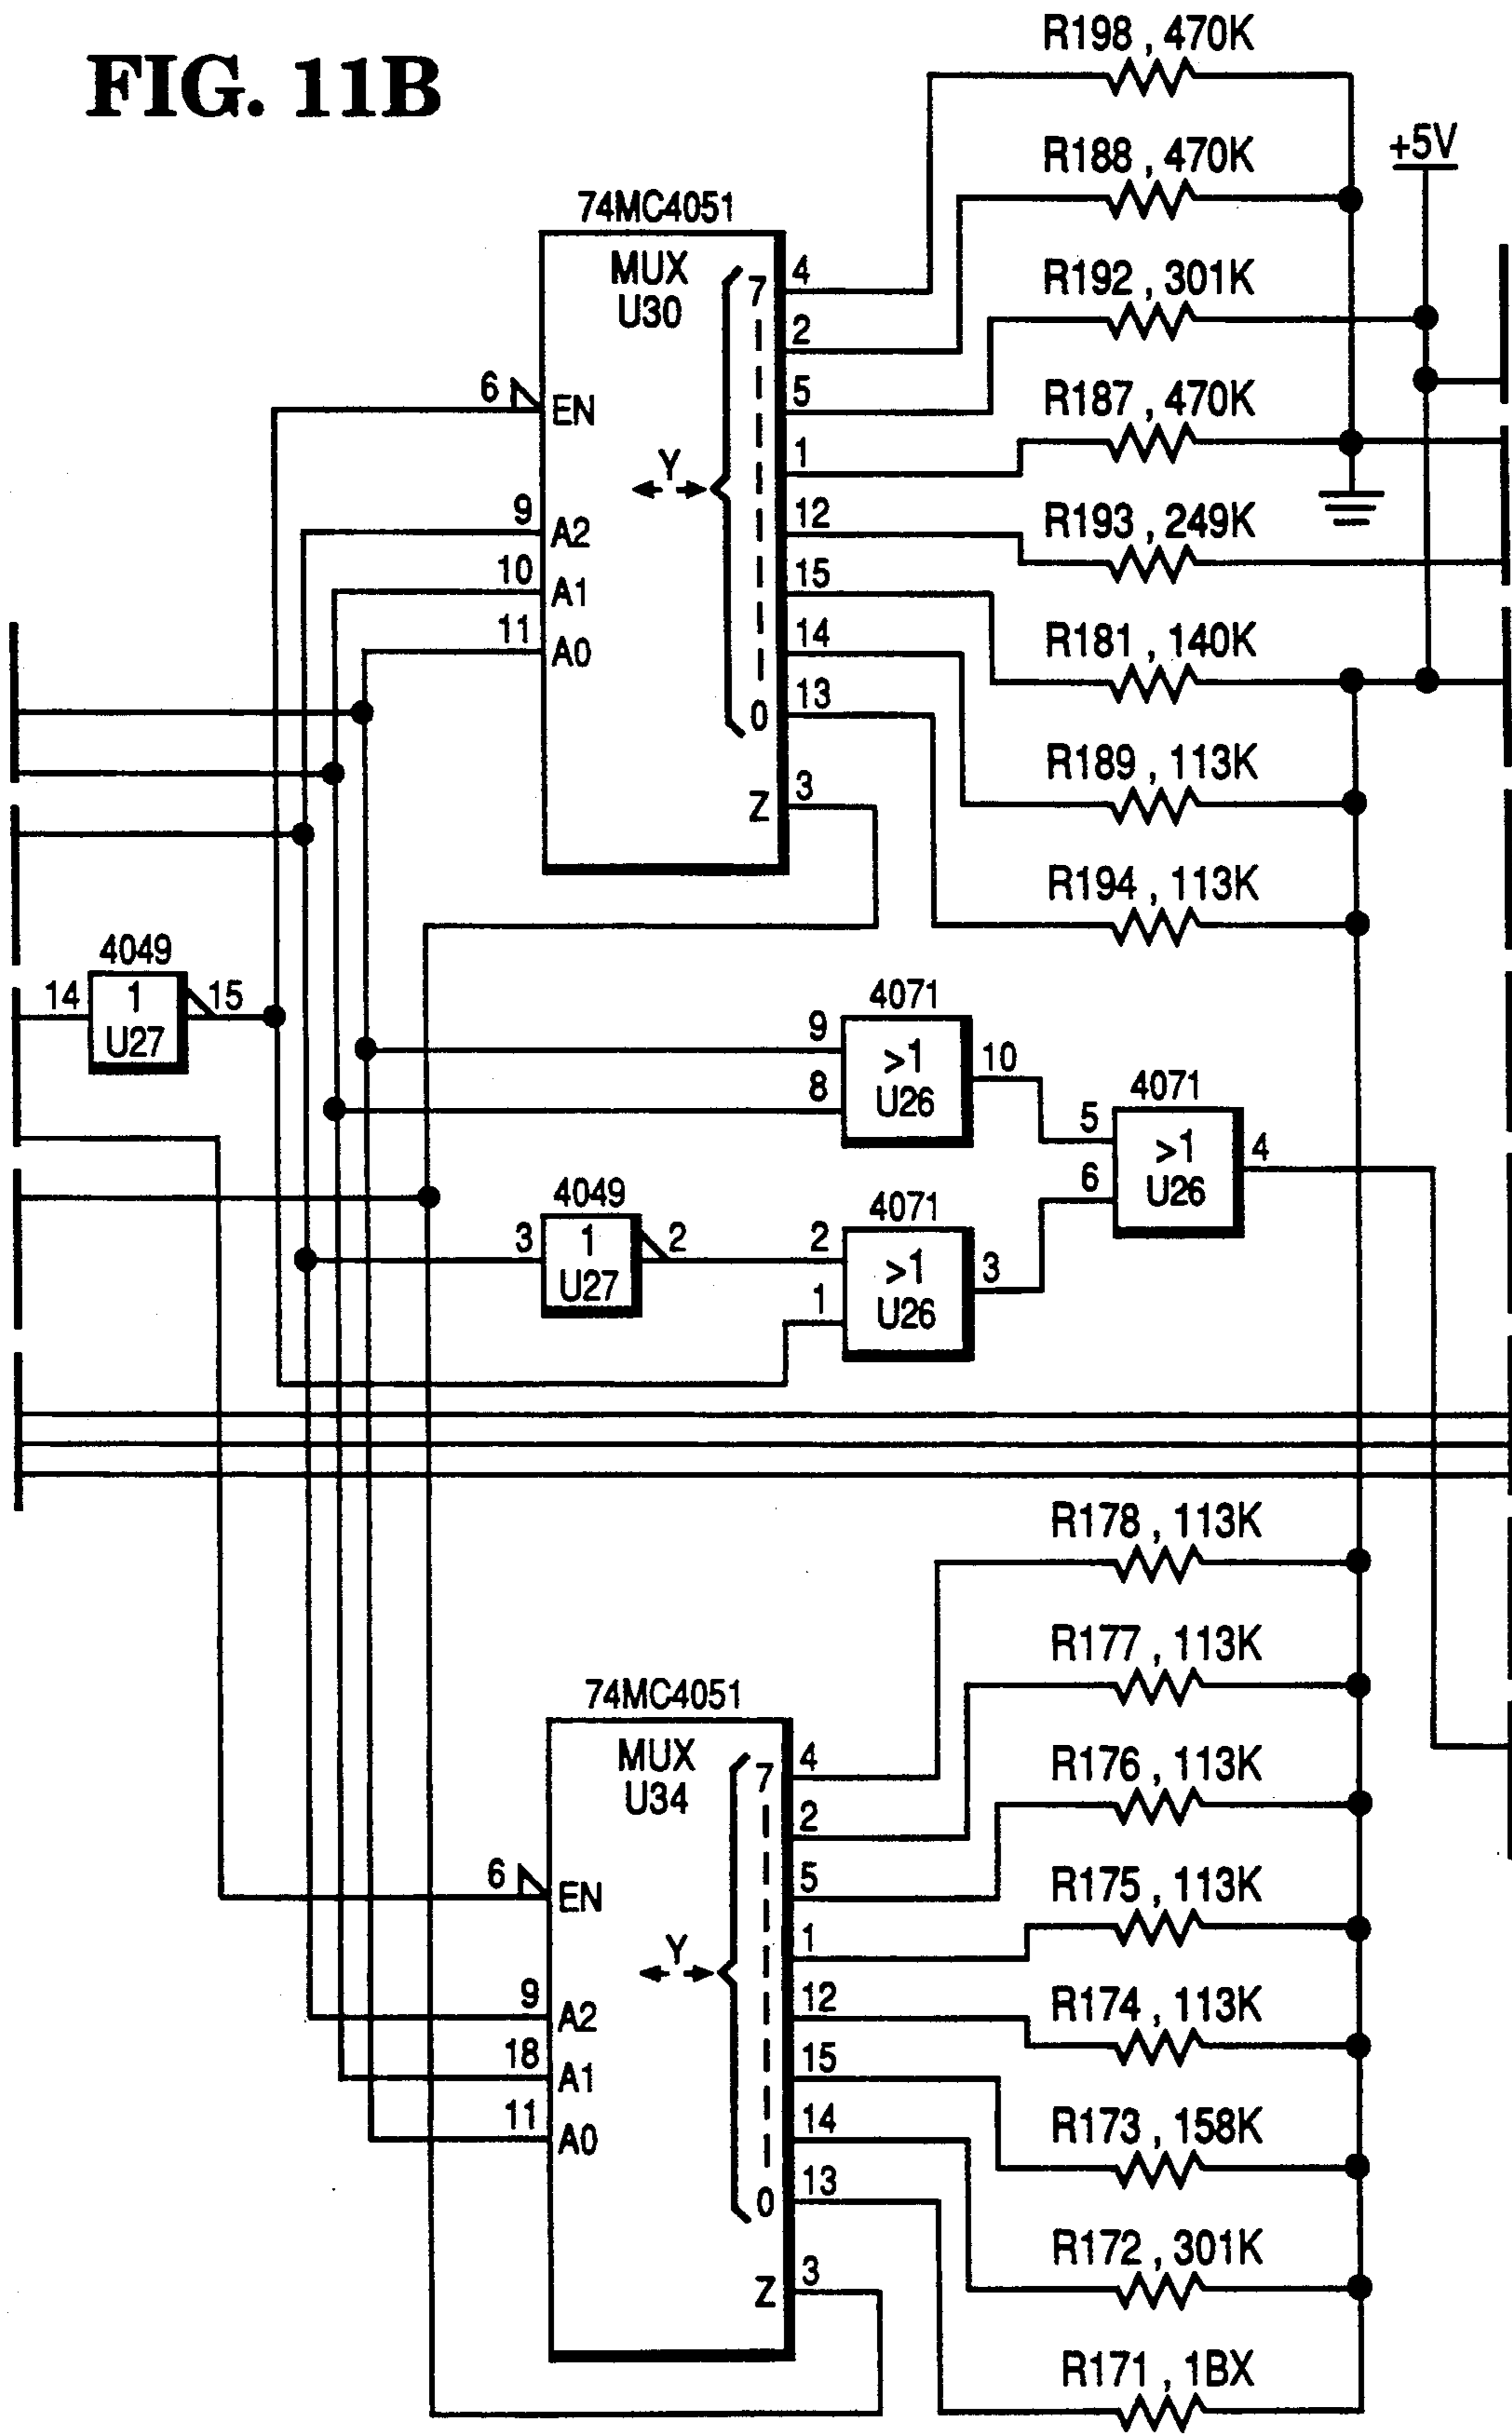 FIG. 11B
R198 , 470K
R188 , 470K
+5V
74MC4051
MUX
U30
R192 , 301K
R187 , 470K
R193 , 249K
R181 , 140K
R189 , 113K
R194 , 113K
7
0
4
2
5
1
12
15
14
13
3
6
EN
Y
9
A2
10
A1
11
A0
Z
4049
14
1
15
U27
4071
9
8
>1
U26
10
4071
5
6
>1
U26
4
4049
3
1
2
U27
4071
2
1
>1
U26
3
R178 , 113K
R177 , 113K
R176 , 113K
R175 , 113K
R174 , 113K
R173 , 158K
R172 , 301K
R171 , 1BX
74MC4051
MUX
U34
7
0
4
2
5
1
12
15
14
13
3
6
EN
Y
9
A2
18
A1
11
A0
Z